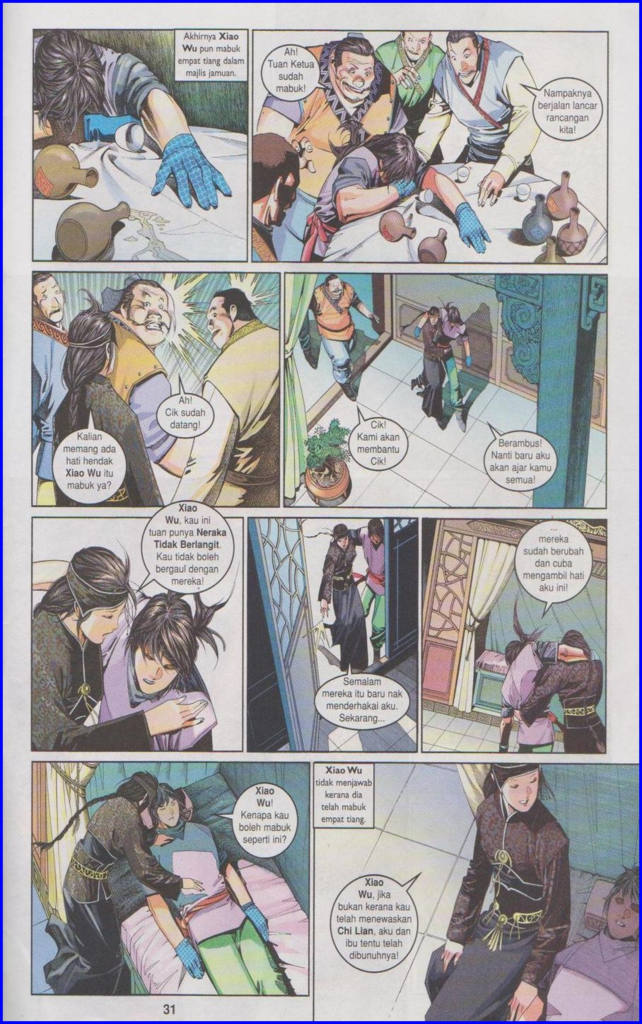 Akhirnya Xiao
Wu pun mabuk
empat tiang dalam
majlis jamuan.
Ah!
Tuan Ketua
sudah
mabuk!
Nampaknya
berjalan lancar
rancangan
kita!
Kalian
memang ada
hati hendak
Xiao Wu itu
mabuk ya?
Ah!
Cik sudah
datang!
Cik!
Kami akan
membantu
Cik!
Berambus!
Nanti baru aku
akan ajar kamu
semua!
Xiao
Wu, kau ini
tuan punya Neraka
Tidak Berlangit.
Kau tidak boleh
bergaul dengan
mereka!
Semalam
mereka itu baru nak
menderhakai aku.
Sekarang...
mereka
sudah berubah
dan cuba
mengambil hati
aku ini!
Xiao
Wu!
Kenapa kau
boleh mabuk
seperti ini?
Xiao Wu
tidak menjawab
kerana dia
telah mabuk
empat tiang.
Xiao
Wu, jika
bukan kerana kau
telah menewaskan
Chi Lian, aku dan
ibu tentu telah
dibunuhnya!
31